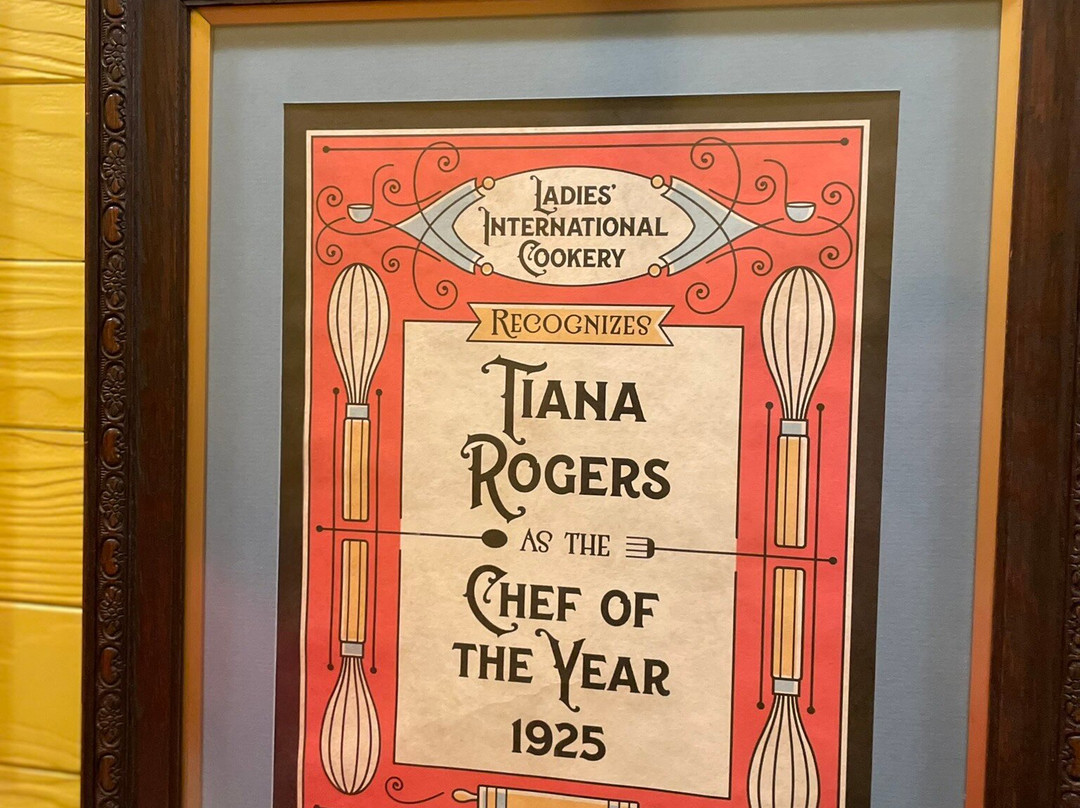 Ladies'
International
Cookery
Recognizes
Tiana
Rogers
as the
Chef of
the Year
1925